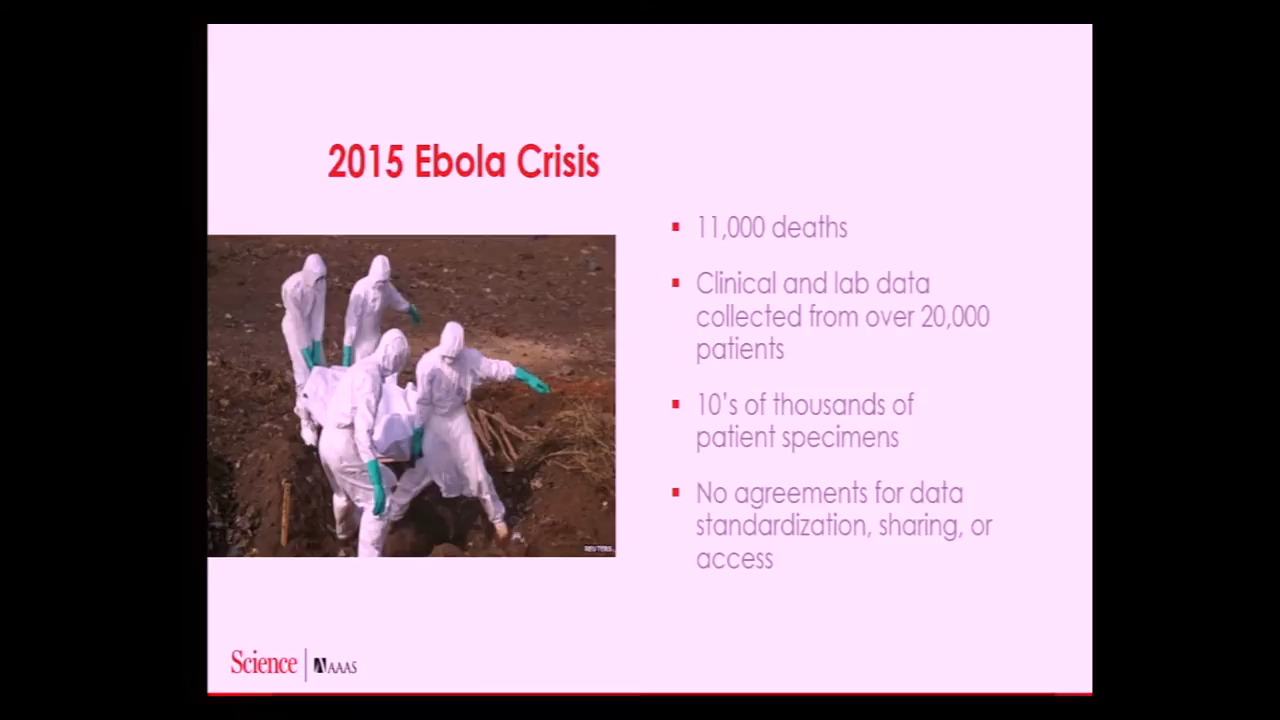 2015 Ebola Crisis
▪ 11,000 deaths
▪ Clinical and lab data
collected from over 20,000
patients
▪ 10's of thousands of
patient specimens
▪ No agreements for data
standardization, sharing, or
access
REUTERS
Science AAAS